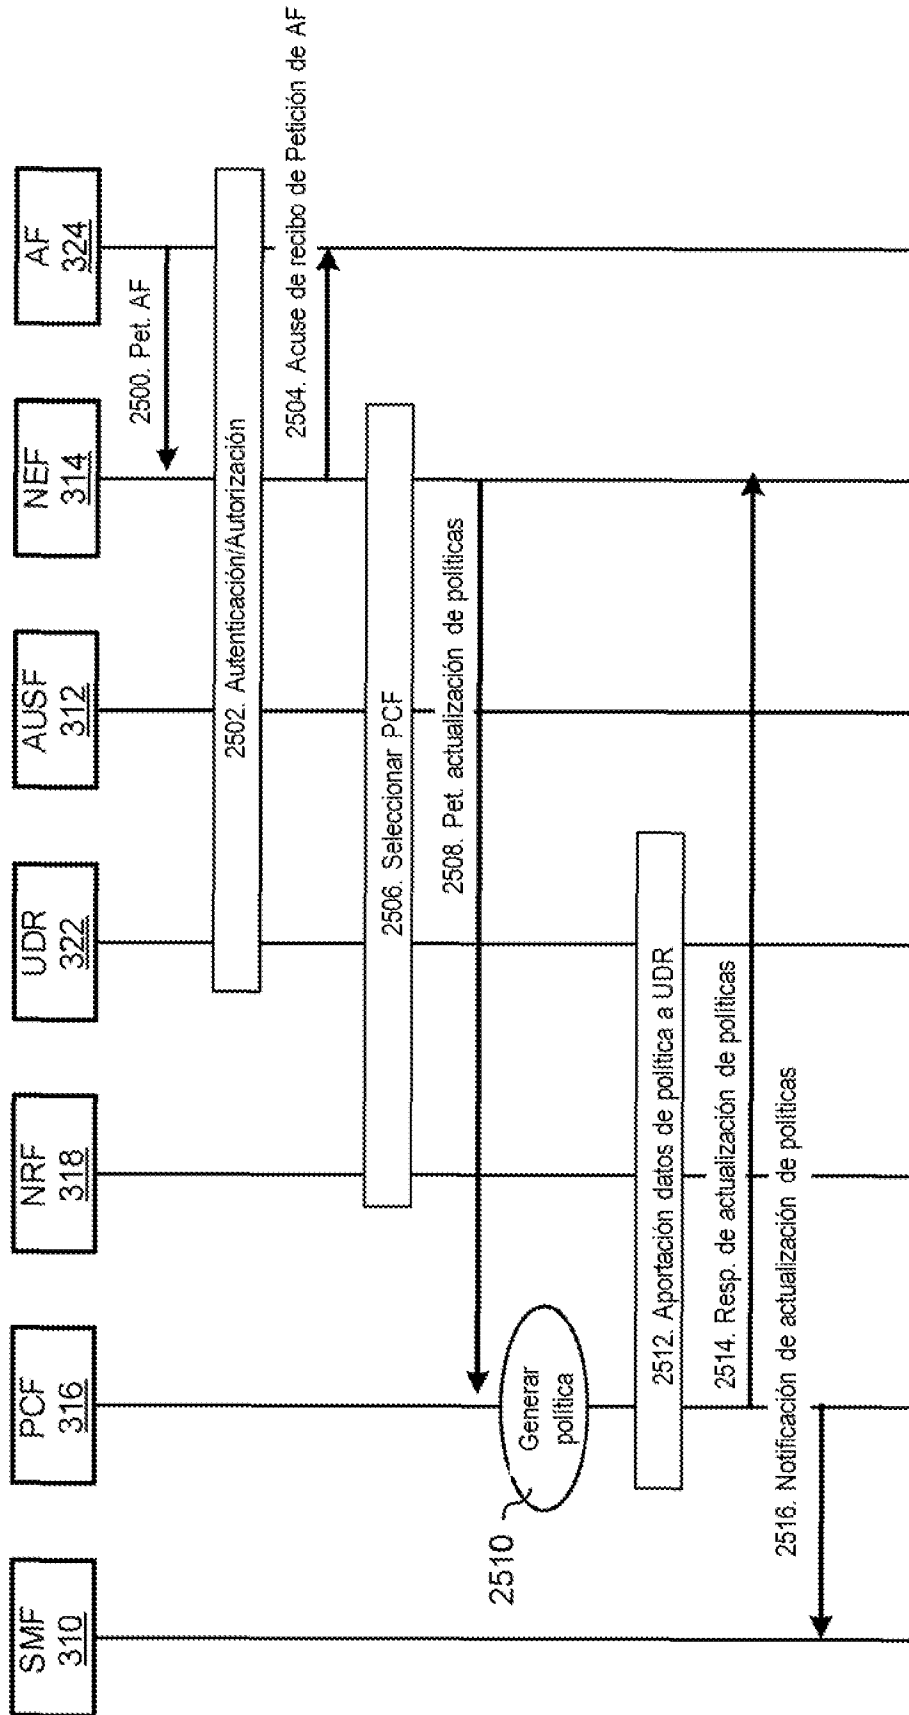 SMF
310
PCF
316
NRF
318
UDR
322
AUSF
312
NEF
314
AF
324
2500. Pet. AF
2502. Autenticación/Autorización
2504. Acuse de recibo de Petición de AF
2506. Seleccionar PCF
2508. Pet. actualización de políticas
Generar
política
2510
2512. Aportación datos de política a UDR
2514. Resp. de actualización de políticas
2516. Notificación de actualización de políticas